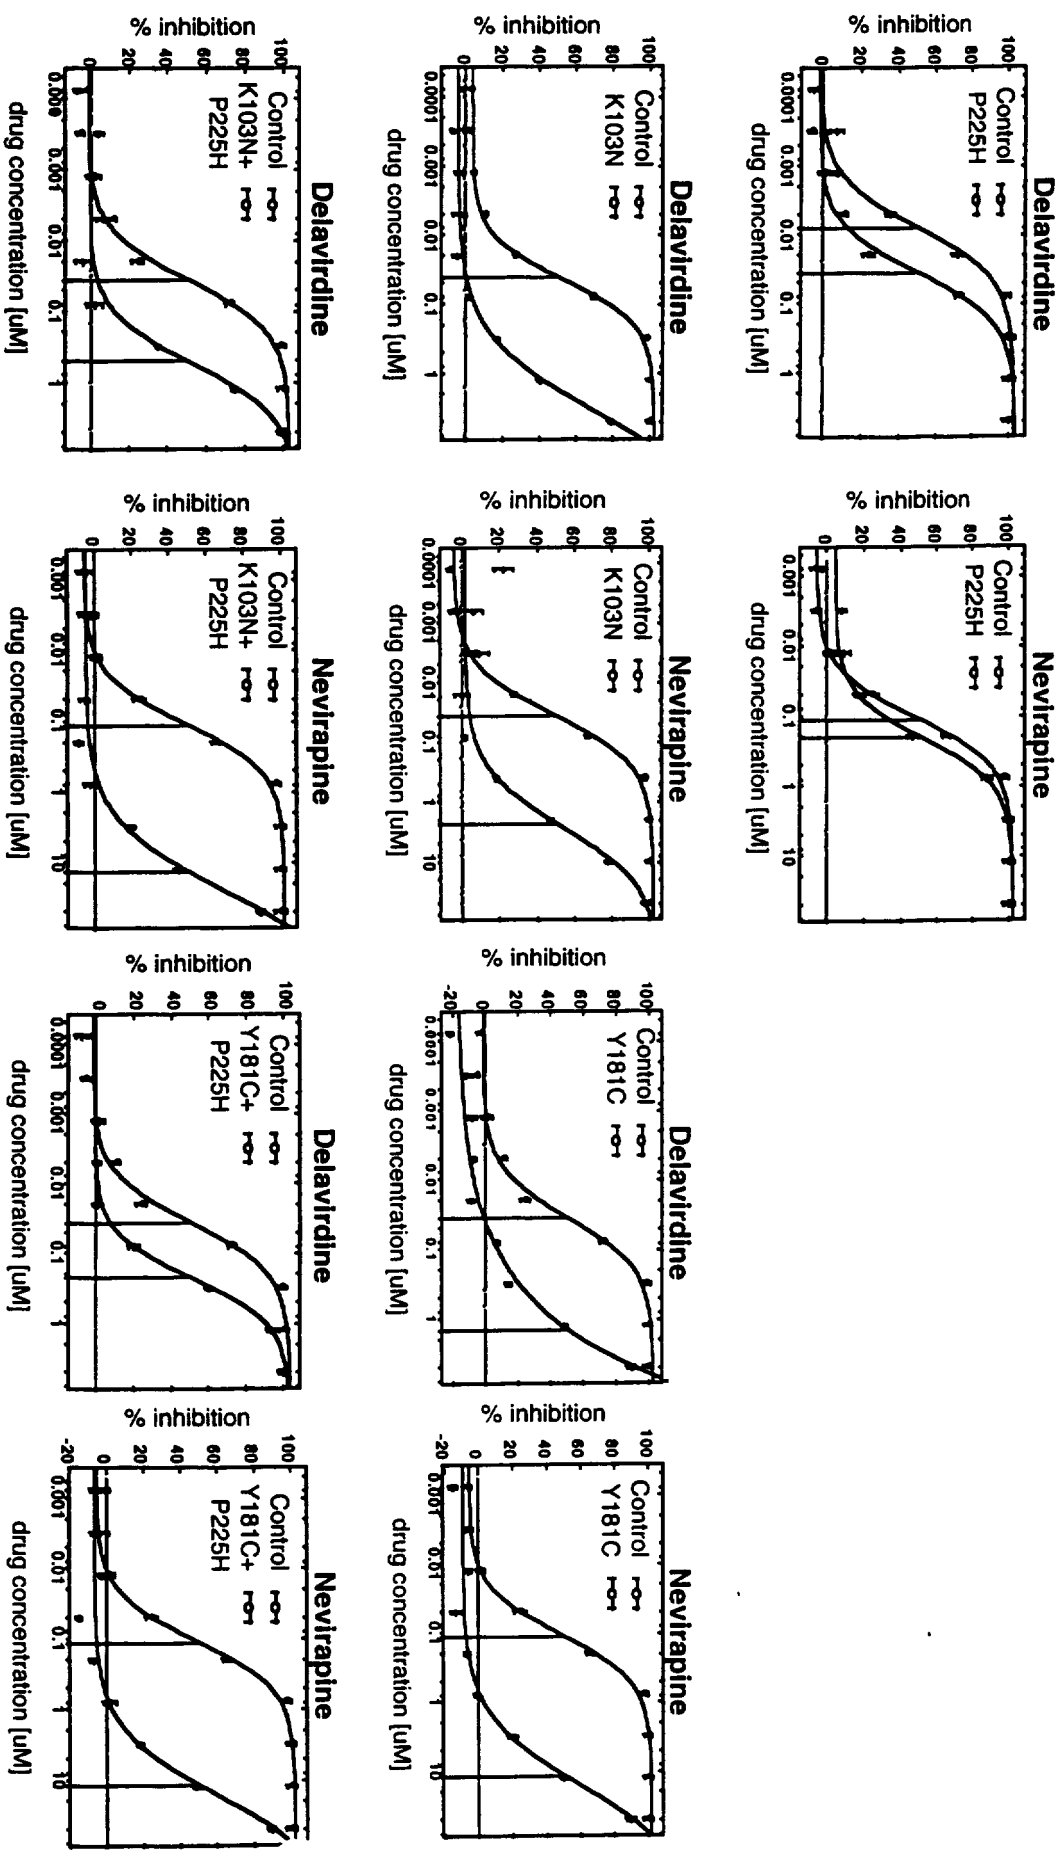 Delavirdine
% inhibition
100
80
60
40
20
0
Control
P225H
0.0001 0.001 0.01 0.1 1
drug concentration [uM]
Nevirapine
% inhibition
100
80
60
40
20
0
Control
P225H
0.001 0.01 0.1 1 10
drug concentration [uM]
Delavirdine
% inhibition
100
80
60
40
20
0
Control
K103N
0.0001 0.001 0.01 0.1 1
drug concentration [uM]
Nevirapine
% inhibition
100
80
60
40
20
0
Control
K103N
0.0001 0.001 0.01 0.1 1 10
drug concentration [uM]
Delavirdine
% inhibition
100
80
60
40
20
0
-20
Control
Y181C
0.0001 0.001 0.01 0.1 1
drug concentration [uM]
Nevirapine
% inhibition
100
80
60
40
20
0
-20
Control
Y181C
0.001 0.01 0.1 1 10
drug concentration [uM]
Delavirdine
% inhibition
100
80
60
40
20
0
Control
K103N+
P225H
0.001 0.01 0.1 1
drug concentration [uM]
Nevirapine
% inhibition
100
80
60
40
20
0
Control
K103N+
P225H
0.001 0.01 0.1 1 10
drug concentration [uM]
Delavirdine
% inhibition
100
80
60
40
20
0
Control
Y181C+
P225H
0.0001 0.001 0.01 0.1 1
drug concentration [uM]
Nevirapine
% inhibition
100
80
60
40
20
0
-20
Control
Y181C+
P225H
0.001 0.01 0.1 1 10
drug concentration [uM]